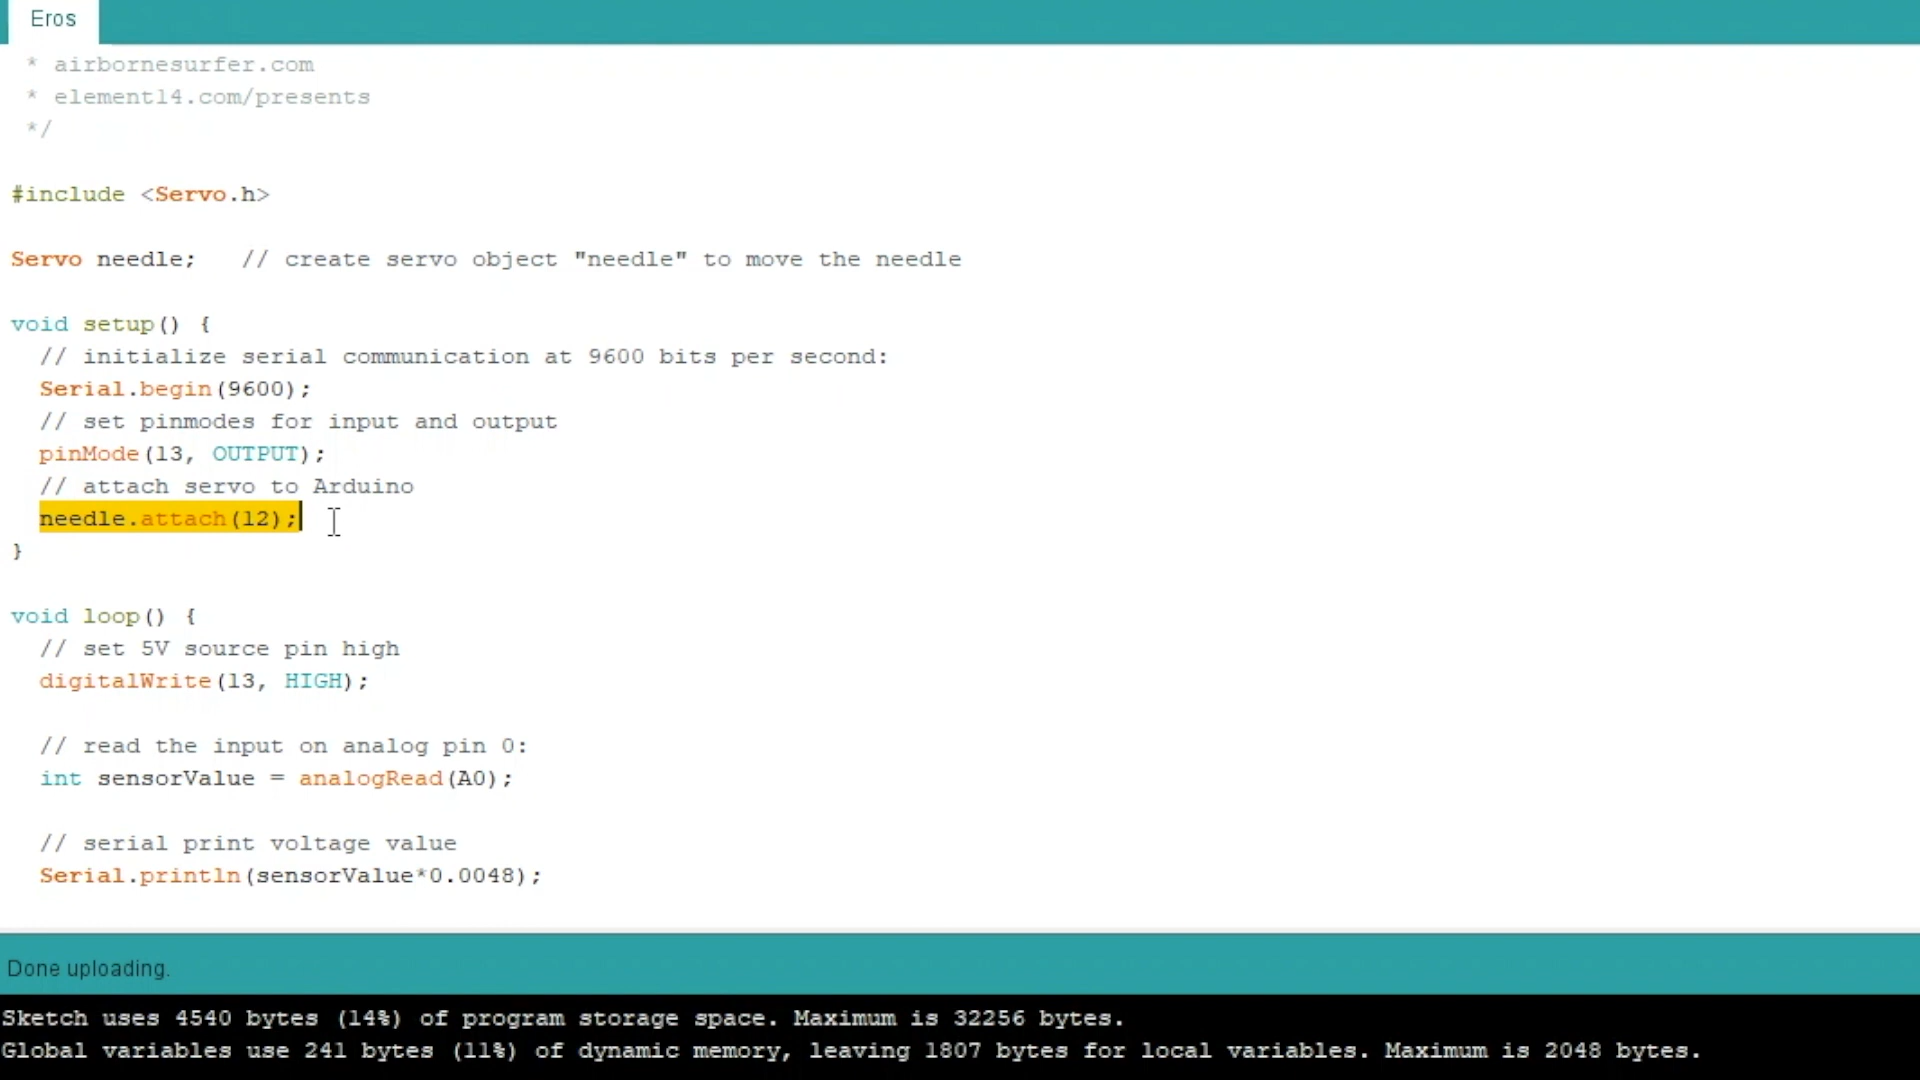 Eros
* airbornesurfer.com
* element14.com/presents
*/
#include <Servo.h>
Servo needle;   // create servo object "needle" to move the needle
void setup() {
// initialize serial communication at 9600 bits per second:
Serial.begin(9600);
// set pinmodes for input and output
pinMode(13, OUTPUT);
// attach servo to Arduino
needle.attach(12);
}
void loop() {
// set 5V source pin high
digitalWrite(13, HIGH);
// read the input on analog pin 0:
int sensorValue = analogRead(A0);
// serial print voltage value
Serial.println(sensorValue*0.0048);
Done uploading.
Sketch uses 4540 bytes (14%) of program storage space. Maximum is 32256 bytes.
Global variables use 241 bytes (11%) of dynamic memory, leaving 1807 bytes for local variables. Maximum is 2048 bytes.